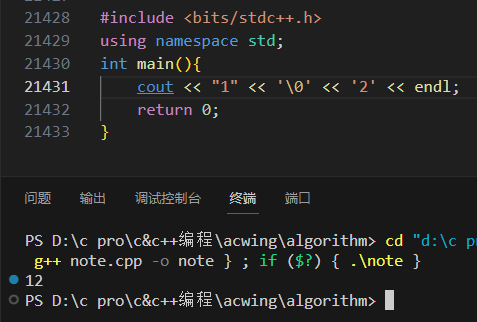 21428 #include <bits/stdc++.h>
21429 using namespace std;
21430 int main(){
21431 cout << "1" << '\0' << '2' << endl;
21432 return 0;
21433 }
问题 输出 调试控制台 终端 端口
PS D:\c pro\c&c++编程\acwing\algorithm> cd "d:\c p
g++ note.cpp -o note } ; if ($?) { .\note }
12
PS D:\c pro\c&c++编程\acwing\algorithm>